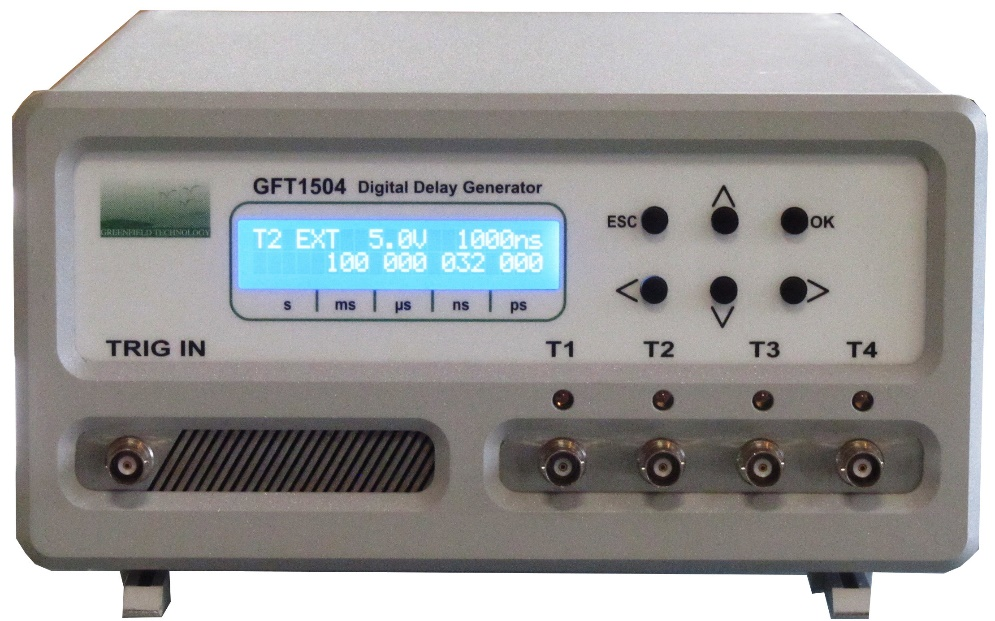 GFT1504 Digital Delay Generator
GREENFIELD TECHNOLOGY
T2 EXT 5.0V 1000ns
100 000 032 000
s ms µs ns ps
ESC
OK
TRIG IN
T1 T2 T3 T4